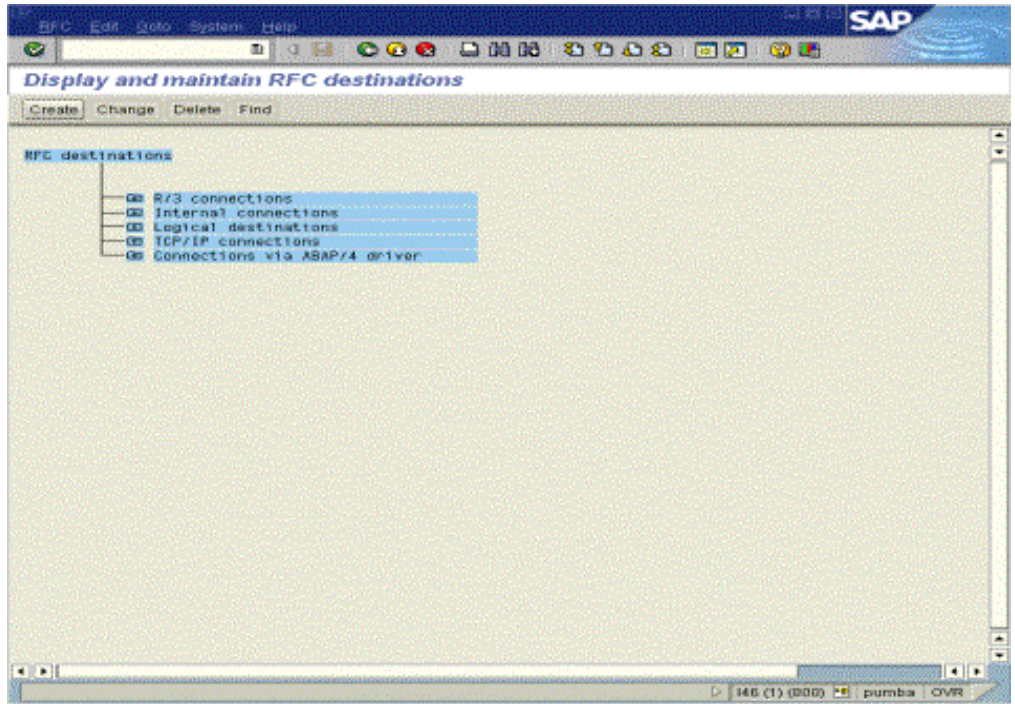 RFC Edit Goto System Help
SAP
Display and maintain RFC destinations
Create Change Delete Find
RFC destinations
R/3 connections
Internal connections
Logical destinations
TCP/IP connections
Connections via ABAP/4 driver
I46 (1) (000) pumba OVR